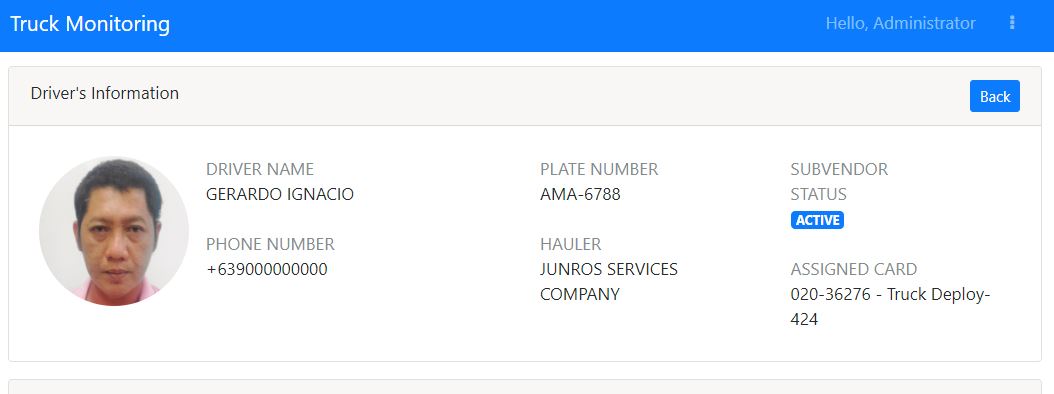 Truck Monitoring
Hello, Administrator
Driver's Information
Back
DRIVER NAME
GERARDO IGNACIO
PHONE NUMBER
+639000000000
PLATE NUMBER
AMA-6788
HAULER
JUNROS SERVICES
COMPANY
SUBVENDOR
STATUS
ACTIVE
ASSIGNED CARD
020-36276 - Truck Deploy-
424